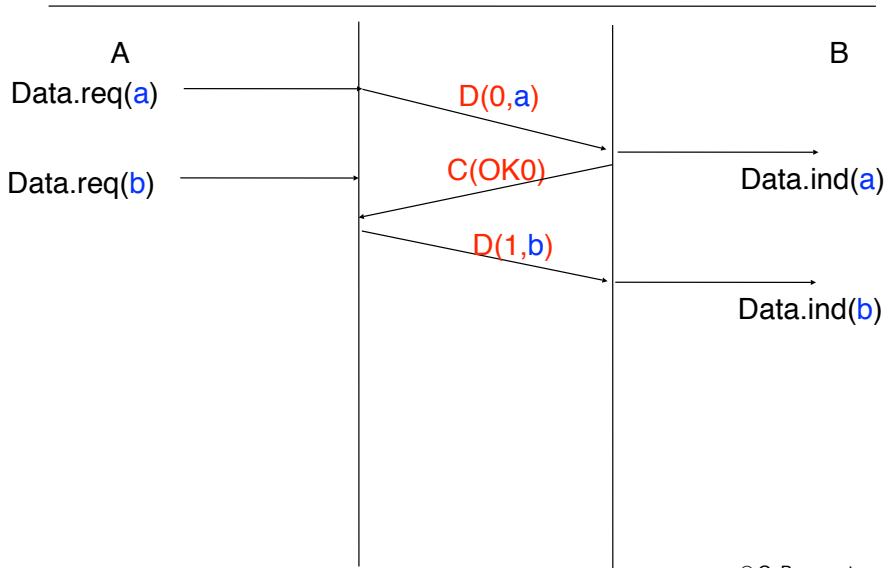 A
B
Data.req(a)
D(0,a)
C(OK0)
Data.req(b)
Data.ind(a)
D(1,b)
Data.ind(b)